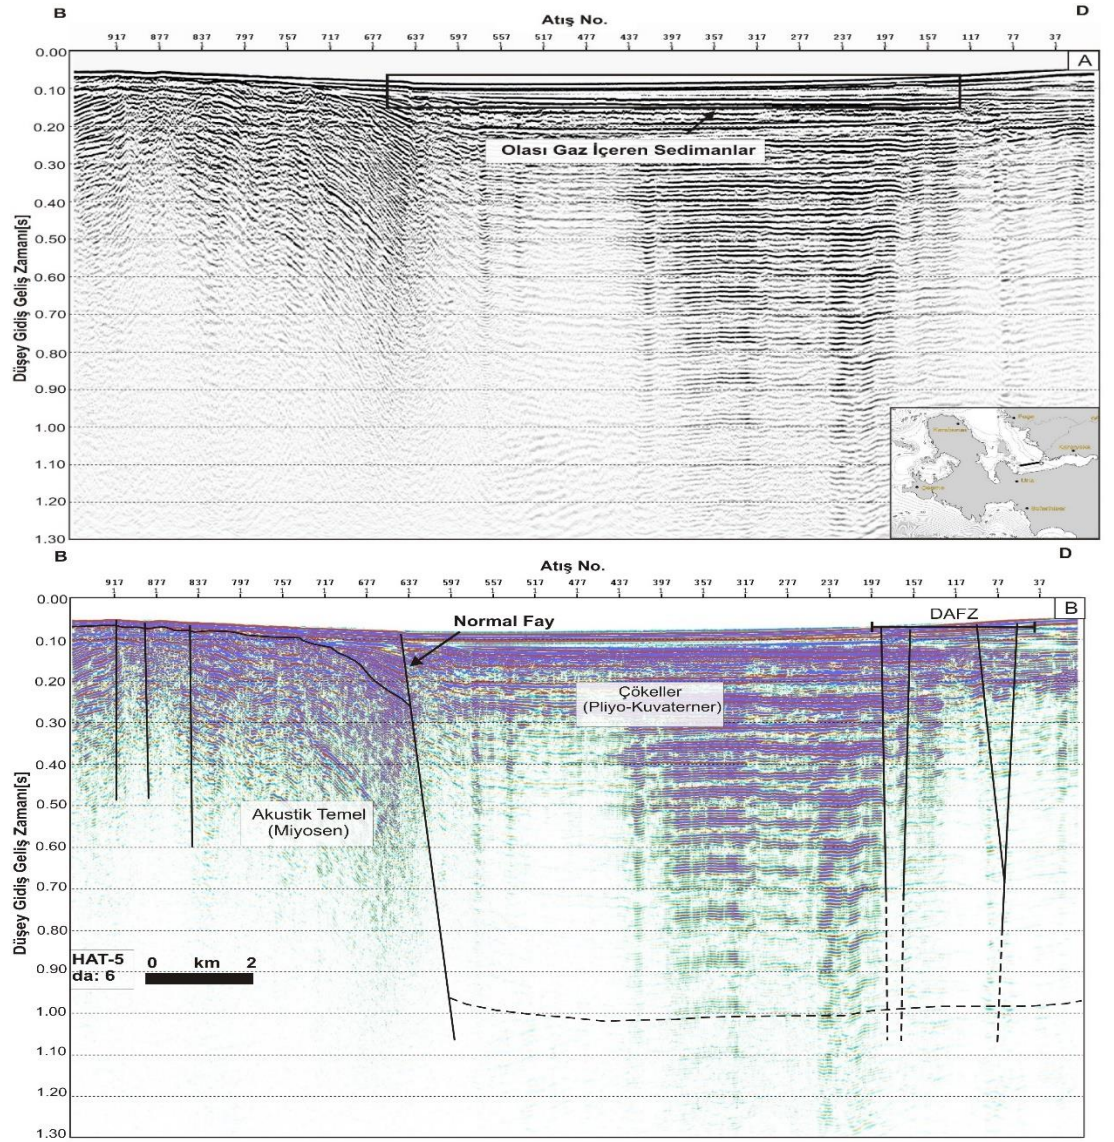 B D
Atış No.
917 877 837 797 757 717 677 637 597 557 517 477 437 397 357 317 277 237 197 157 117 77 37
0.00
A
0.10
0.20
Olası Gaz İçeren Sedimanlar
0.30
0.40
0.50
0.60
0.70
0.80
0.90
1.00
1.10
1.20
1.30
Düşey Gidiş Geliş Zamanı[s]
B D
Atış No.
917 877 837 797 757 717 677 637 597 557 517 477 437 397 357 317 277 237 197 157 117 77 37
0.00
B
DAFZ
Normal Fay
0.10
0.20
Çökeller
(Pliyo-Kuvaterner)
0.30
0.40
0.50
Akustik Temel
(Miyosen)
0.60
0.70
0.80
0.90
HAT-5
da: 6
0 km 2
1.00
1.10
1.20
1.30
Düşey Gidiş Geliş Zamanı[s]